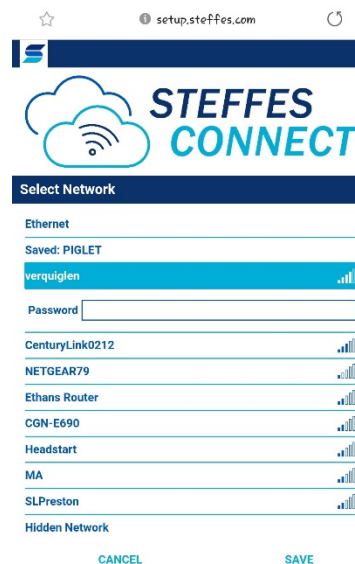 setup.steffes.com
STEFFES
CONNECT
Select Network
Ethernet
Saved: PIGLET
verquiglen
Password
CenturyLink0212
NETGEAR79
Ethans Router
CGN-E690
Headstart
MA
SLPreston
Hidden Network
CANCEL SAVE